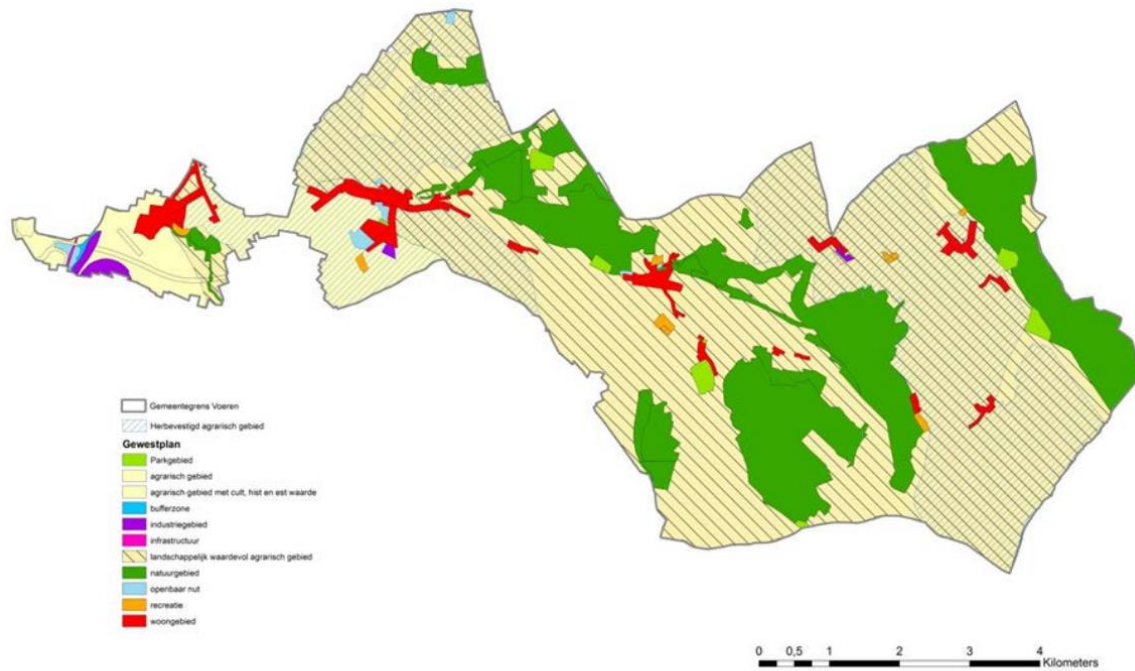 Gemeentegrens Voeren
Herbevestigd agrarisch gebied
Gewestplan
Parkgebied
agrarisch gebied
agrarisch gebied met cult, hist en est waarde
bufferzone
industriegebied
infrastructuur
landschappelijk waardevol agrarisch gebied
natuurgebied
openbaar nut
recreatie
woongebied
0 0,5 1 2 3 4
Kilometers